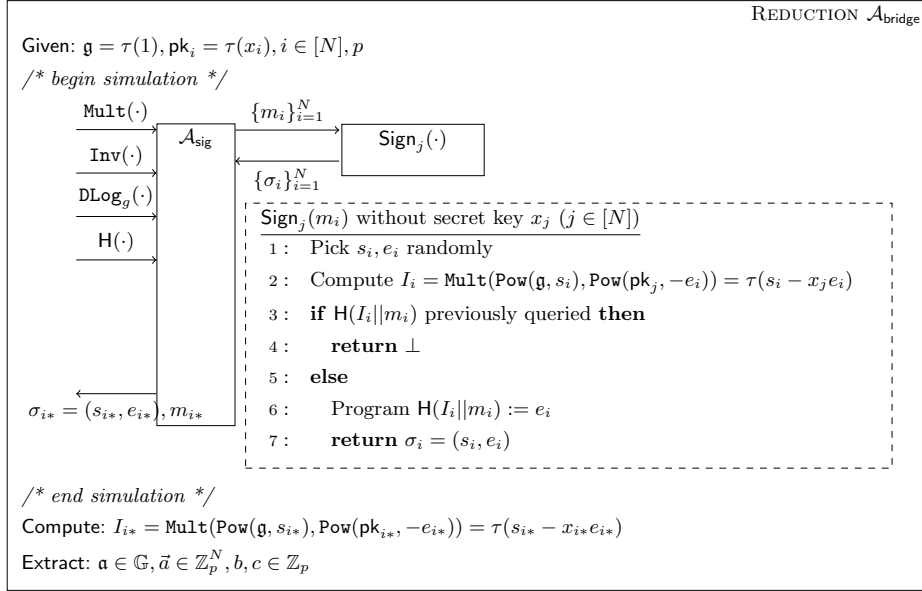 REDUCTION 𝒜_bridge
Given: 𝔤 = τ(1), pk_i = τ(x_i), i ∈ [N], p
/* begin simulation */
Mult(·)
{m_i}_{i=1}^N
𝒜_sig
Sign_j(·)
Inv(·)
{σ_i}_{i=1}^N
DLog_g(·)
H(·)
Sign_j(m_i) without secret key x_j (j ∈ [N])
1 : Pick s_i, e_i randomly
2 : Compute I_i = Mult(Pow(𝔤, s_i), Pow(pk_j, −e_i)) = τ(s_i − x_j e_i)
3 : if H(I_i||m_i) previously queried then
4 : return ⊥
5 : else
6 : Program H(I_i||m_i) := e_i
7 : return σ_i = (s_i, e_i)
σ_{i*} = (s_{i*}, e_{i*}), m_{i*}
/* end simulation */
Compute: I_{i*} = Mult(Pow(𝔤, s_{i*}), Pow(pk_{i*}, −e_{i*})) = τ(s_{i*} − x_{i*}e_{i*})
Extract: 𝔞 ∈ 𝔾, a⃗ ∈ ℤ_p^N, b, c ∈ ℤ_p